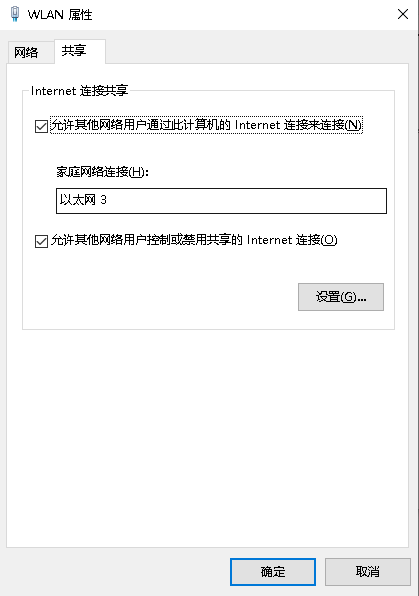 WLAN 属性
网络
共享
Internet 连接共享
允许其他网络用户通过此计算机的 Internet 连接来连接(N)
家庭网络连接(H):
以太网 3
允许其他网络用户控制或禁用共享的 Internet 连接(O)
设置(G)...
确定
取消